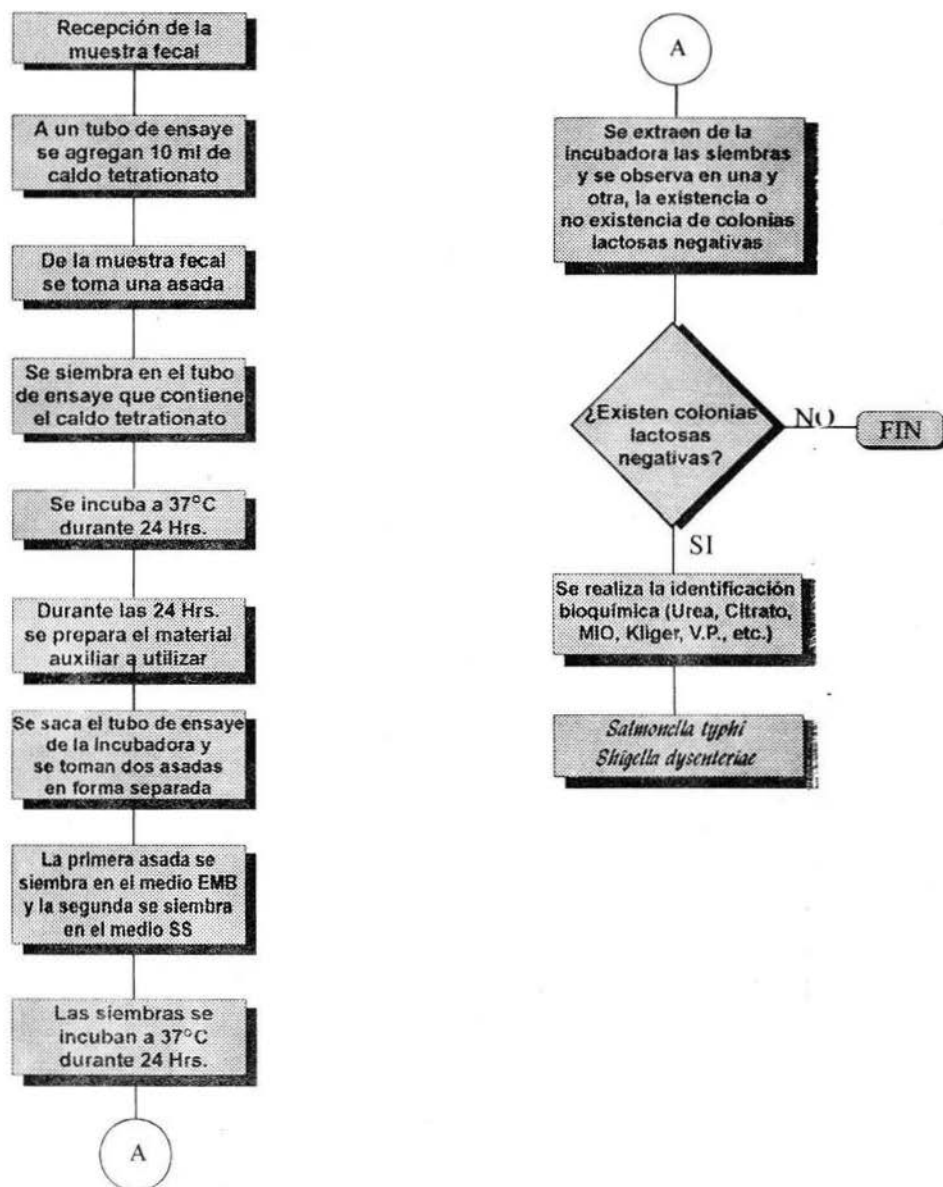 Recepción de la
muestra fecal
A un tubo de ensaye
se agregan 10 ml de
caldo tetrationato
De la muestra fecal
se toma una asada
Se siembra en el tubo
de ensaye que contiene
el caldo tetrationato
Se incuba a 37°C
durante 24 Hrs.
Durante las 24 Hrs.
se prepara el material
auxiliar a utilizar
Se saca el tubo de ensaye
de la incubadora y
se toman dos asadas
en forma separada
La primera asada se
siembra en el medio EMB
y la segunda se siembra
en el medio SS
Las siembras se
incuban a 37°C
durante 24 Hrs.
A
A
Se extraen de la
incubadora las siembras
y se observa en una y
otra, la existencia o
no existencia de colonias
lactosas negativas
¿Existen colonias
lactosas
negativas?
NO
FIN
SI
Se realiza la identificación
bioquímica (Urea, Citrato,
MIO, Kliger, V.P., etc.)
Salmonella typhi
Shigella dysenteriae